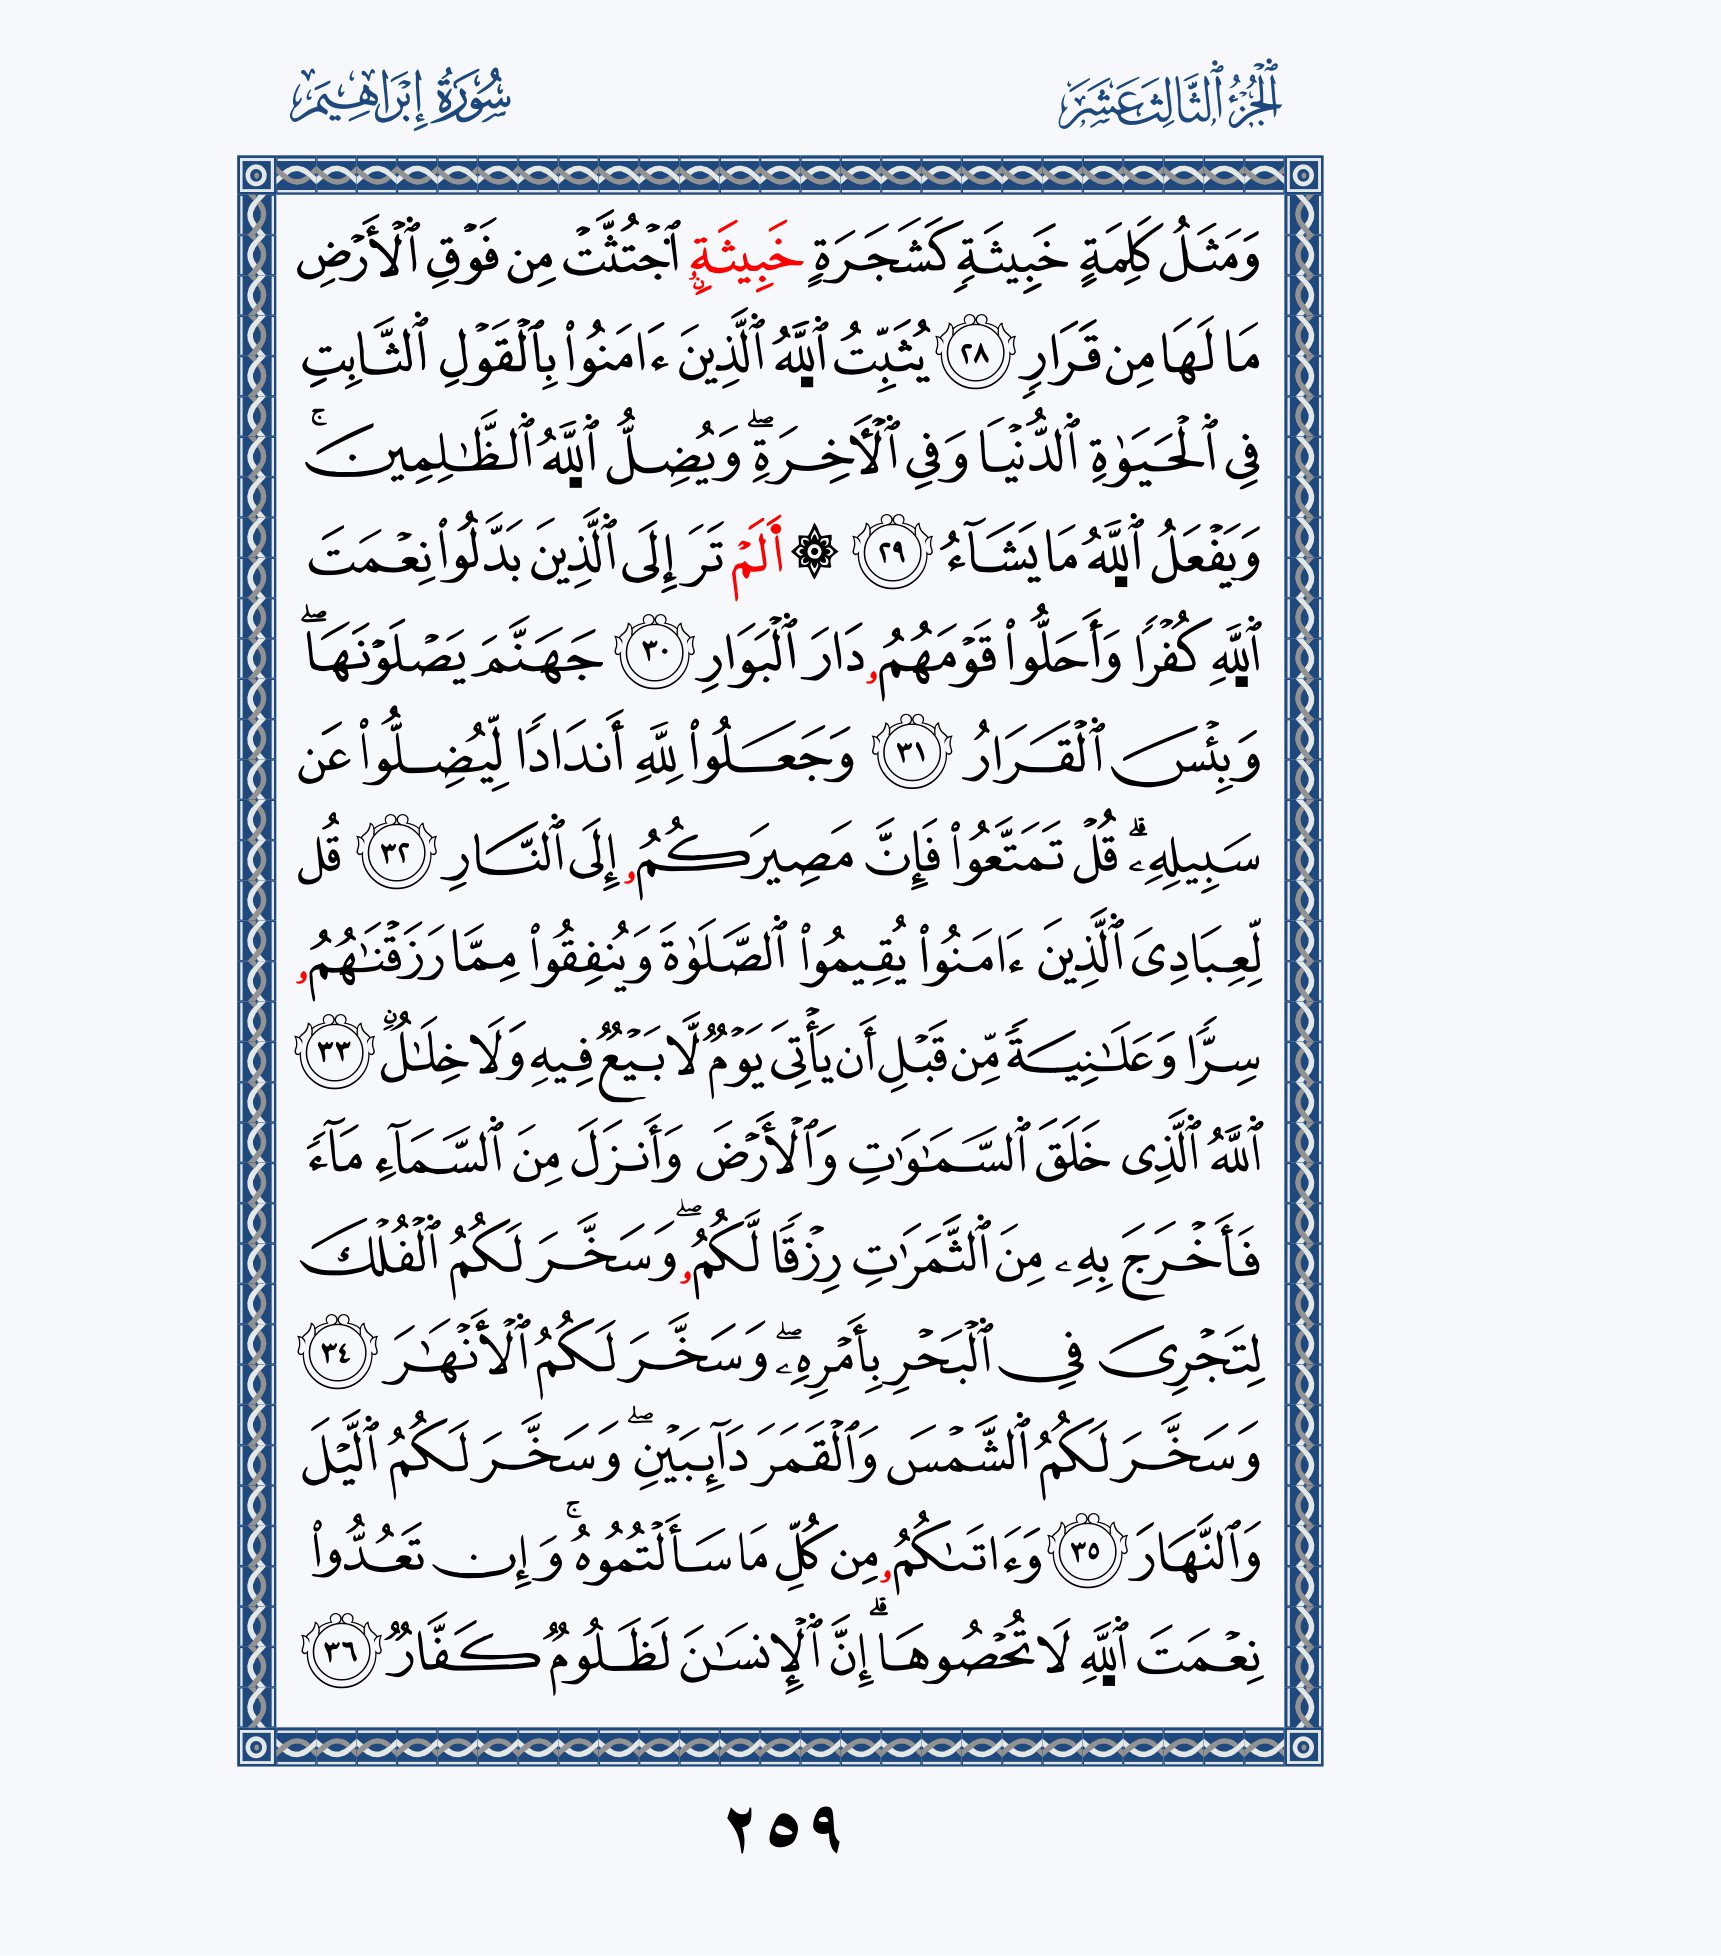 ٱلْجُزْءُ ٱلثَّالِثَ عَشَرَ
سُورَةُ إِبْرَاهِيمَ
وَمَثَلُ كَلِمَةٍ خَبِيثَةٖ كَشَجَرَةٍ خَبِيثَةٍۨ ٱجۡتُثَّتۡ مِن فَوۡقِ ٱلۡأَرۡضِ
مَا لَهَا مِن قَرَارٖ ٢٨ يُثَبِّتُ ٱللَّهُ ٱلَّذِينَ ءَامَنُواْ بِٱلۡقَوۡلِ ٱلثَّابِتِ
فِي ٱلۡحَيَوٰةِ ٱلدُّنۡيَا وَفِي ٱلۡأَخِرَةِۖ وَيُضِلُّ ٱللَّهُ ٱلظَّٰلِمِينَۚ
وَيَفۡعَلُ ٱللَّهُ مَا يَشَآءُ ٢٩ ۞ أَلَمۡ تَرَ إِلَى ٱلَّذِينَ بَدَّلُواْ نِعۡمَتَ
ٱللَّهِ كُفۡرٗا وَأَحَلُّواْ قَوۡمَهُمُۥ دَارَ ٱلۡبَوَارِ ٣٠ جَهَنَّمَ يَصۡلَوۡنَهَاۖ
وَبِئۡسَ ٱلۡقَرَارُ ٣١ وَجَعَلُواْ لِلَّهِ أَندَادٗا لِّيُضِلُّواْ عَن
سَبِيلِهِۦۗ قُلۡ تَمَتَّعُواْ فَإِنَّ مَصِيرَكُمُۥ إِلَى ٱلنَّارِ ٣٢ قُل
لِّعِبَادِيَ ٱلَّذِينَ ءَامَنُواْ يُقِيمُواْ ٱلصَّلَوٰةَ وَيُنفِقُواْ مِمَّا رَزَقۡنَٰهُمُۥ
سِرّٗا وَعَلَٰنِيَةٗ مِّن قَبۡلِ أَن يَأۡتِيَ يَوۡمٞ لَّا بَيۡعٞ فِيهِ وَلَا خِلَٰلٌۨ ٣٣
ٱللَّهُ ٱلَّذِي خَلَقَ ٱلسَّمَٰوَٰتِ وَٱلۡأَرۡضَ وَأَنزَلَ مِنَ ٱلسَّمَآءِ مَآءٗ
فَأَخۡرَجَ بِهِۦ مِنَ ٱلثَّمَرَٰتِ رِزۡقٗا لَّكُمُۥۖ وَسَخَّرَ لَكُمُ ٱلۡفُلۡكَ
لِتَجۡرِيَ فِي ٱلۡبَحۡرِ بِأَمۡرِهِۦۖ وَسَخَّرَ لَكُمُ ٱلۡأَنۡهَٰرَ ٣٤
وَسَخَّرَ لَكُمُ ٱلشَّمۡسَ وَٱلۡقَمَرَ دَآئِبَيۡنِۖ وَسَخَّرَ لَكُمُ ٱلَّيۡلَ
وَٱلنَّهَارَ ٣٥ وَءَاتَىٰكُمُۥ مِن كُلِّ مَا سَأَلۡتُمُوهُۚ وَإِن تَعُدُّواْ
نِعۡمَتَ ٱللَّهِ لَا تُحۡصُوهَاۗ إِنَّ ٱلۡإِنسَٰنَ لَظَلُومٞ كَفَّارٞ ٣٦
٢٥٩